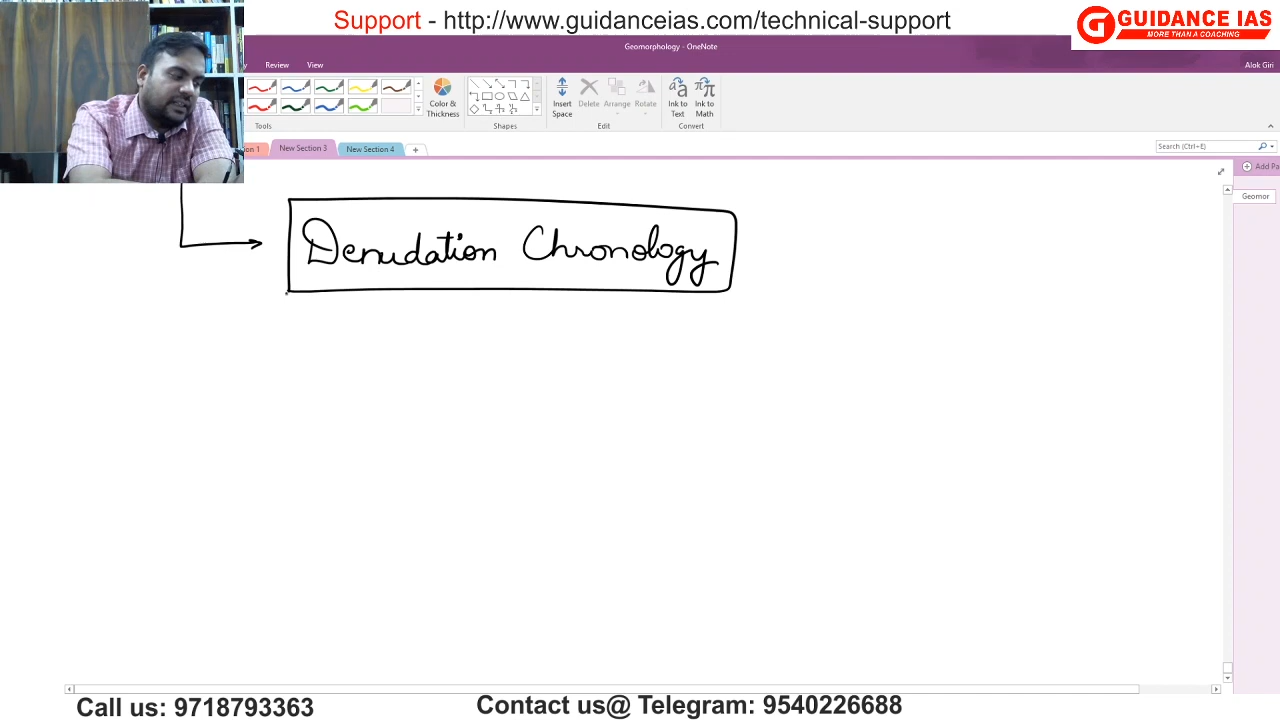 Support - http://www.guidanceias.com/technical-support
GUIDANCE IAS
MORE THAN A COACHING
Geomorphology - OneNote
Review View
Alok Giri
Color & Thickness
Insert Space
Delete
Arrange
Rotate
Ink to Text
Ink to Math
Tools
Shapes
Edit
Convert
New Section 3
New Section 4
Search (Ctrl+E)
Add Pa
Geomor
Denudation Chronology
Call us: 9718793363
Contact us@ Telegram: 9540226688